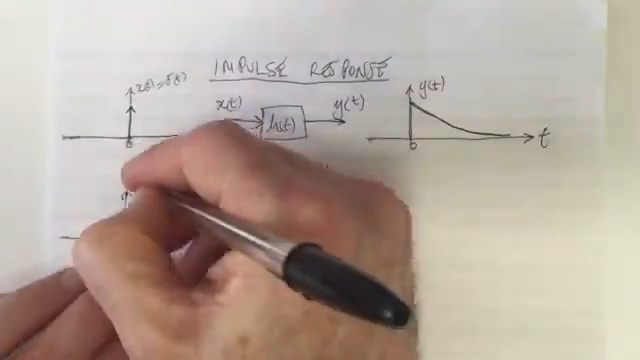 IMPULSE RESPONSE
x(t)=δ(t)
x(t)
h(t)
y(t)
y(t)
0
0
t